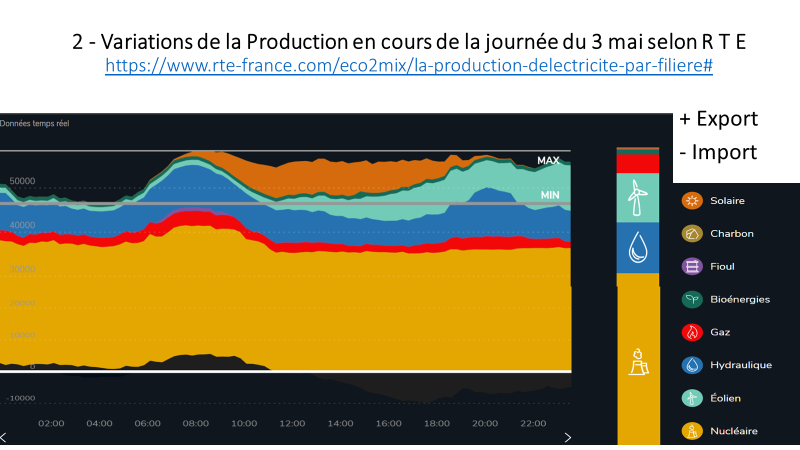 2 - Variations de la Production en cours de la journée du 3 mai selon R T E
https://www.rte-france.com/eco2mix/la-production-delectricite-par-filiere#
Données temps réel
+ Export
- Import
MAX
MIN
50000
40000
30000
20000
10000
0
-10000
02:00 04:00 06:00 08:00 10:00 12:00 14:00 16:00 18:00 20:00 22:00
Solaire
Charbon
Fioul
Bioénergies
Gaz
Hydraulique
Éolien
Nucléaire